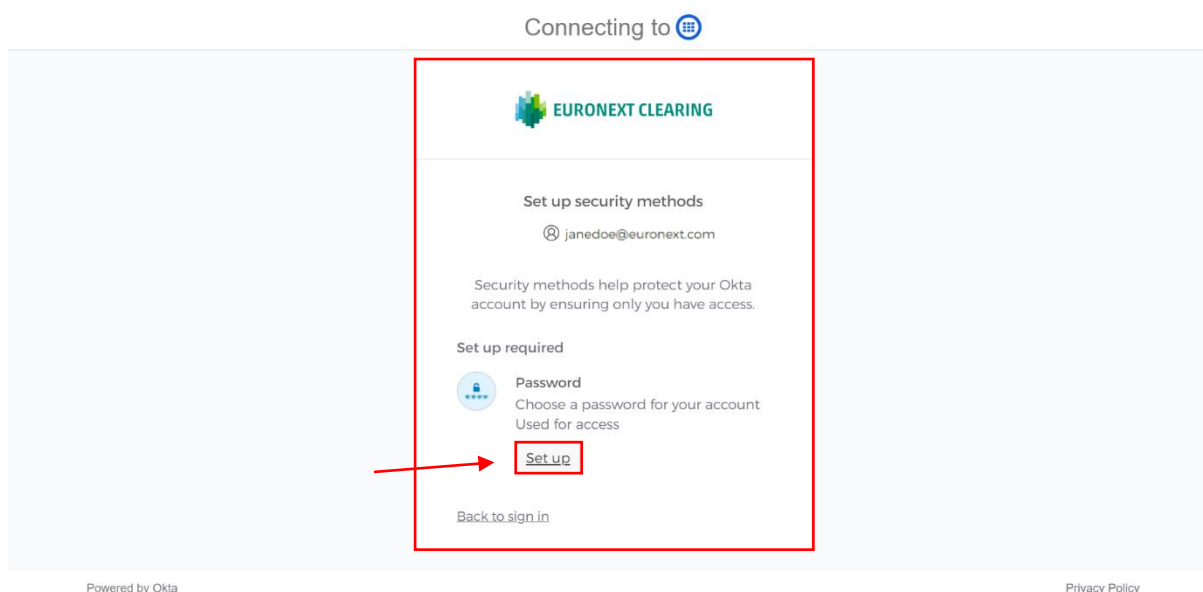 Connecting to
EURONEXT CLEARING
Set up security methods
janedoe@euronext.com
Security methods help protect your Okta
account by ensuring only you have access.
Set up required
Password
Choose a password for your account
Used for access
Set up
Back to sign in
Powered by Okta
Privacy Policy